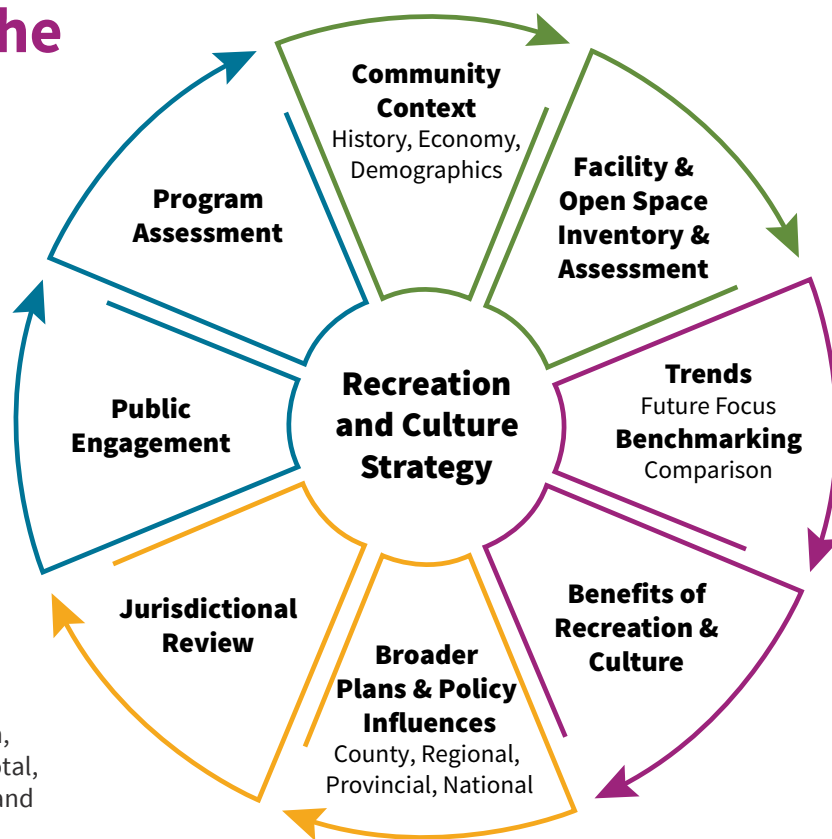 he
Community
Context
History, Economy,
Demographics
Facility &
Open Space
Inventory &
Assessment
Trends
Future Focus
Benchmarking
Comparison
Benefits of
Recreation &
Culture
Broader
Plans & Policy
Influences
County, Regional,
Provincial, National
Jurisdictional
Review
Public
Engagement
Program
Assessment
Recreation
and Culture
Strategy
and